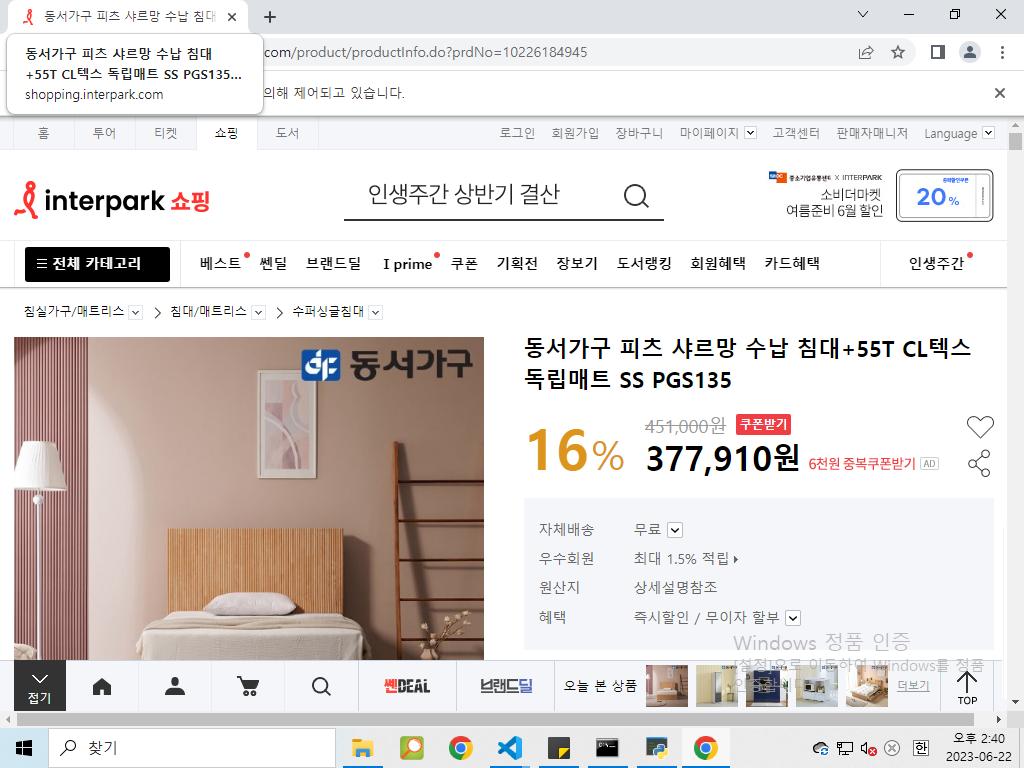 동서가구 피츠 샤르망 수납 침대
동서가구 피츠 샤르망 수납 침대
+55T CL텍스 독립매트 SS PGS135...
shopping.interpark.com
com/product/productInfo.do?prdNo=10226184945
의해 제어되고 있습니다.
홈 투어 티켓 쇼핑 도서 로그인 회원가입 장바구니 마이페이지 고객센터 판매자매니저 Language
interpark 쇼핑
인생주간 상반기 결산
중소기업유통센터 X INTERPARK
소비더마켓
여름준비 6월 할인
20%
전체 카테고리 베스트 쎈딜 브랜드딜 I prime 쿠폰 기획전 장보기 도서랭킹 회원혜택 카드혜택 인생주간
침실가구/매트리스 > 침대/매트리스 > 수퍼싱글침대
동서가구
동서가구 피츠 샤르망 수납 침대+55T CL텍스
독립매트 SS PGS135
16%
451,000원 쿠폰받기
377,910원 6천원 중복쿠폰받기 AD
자체배송 무료
우수회원 최대 1.5% 적립
원산지 상세설명참조
혜택 즉시할인 / 무이자 할부
Windows 정품 인증
[설정]으로 이동하여 Windows를 정품
인증합니다.
접기
쎈DEAL
브랜드딜
오늘 본 상품
더보기
TOP
찾기
한
오후 2:40
2023-06-22